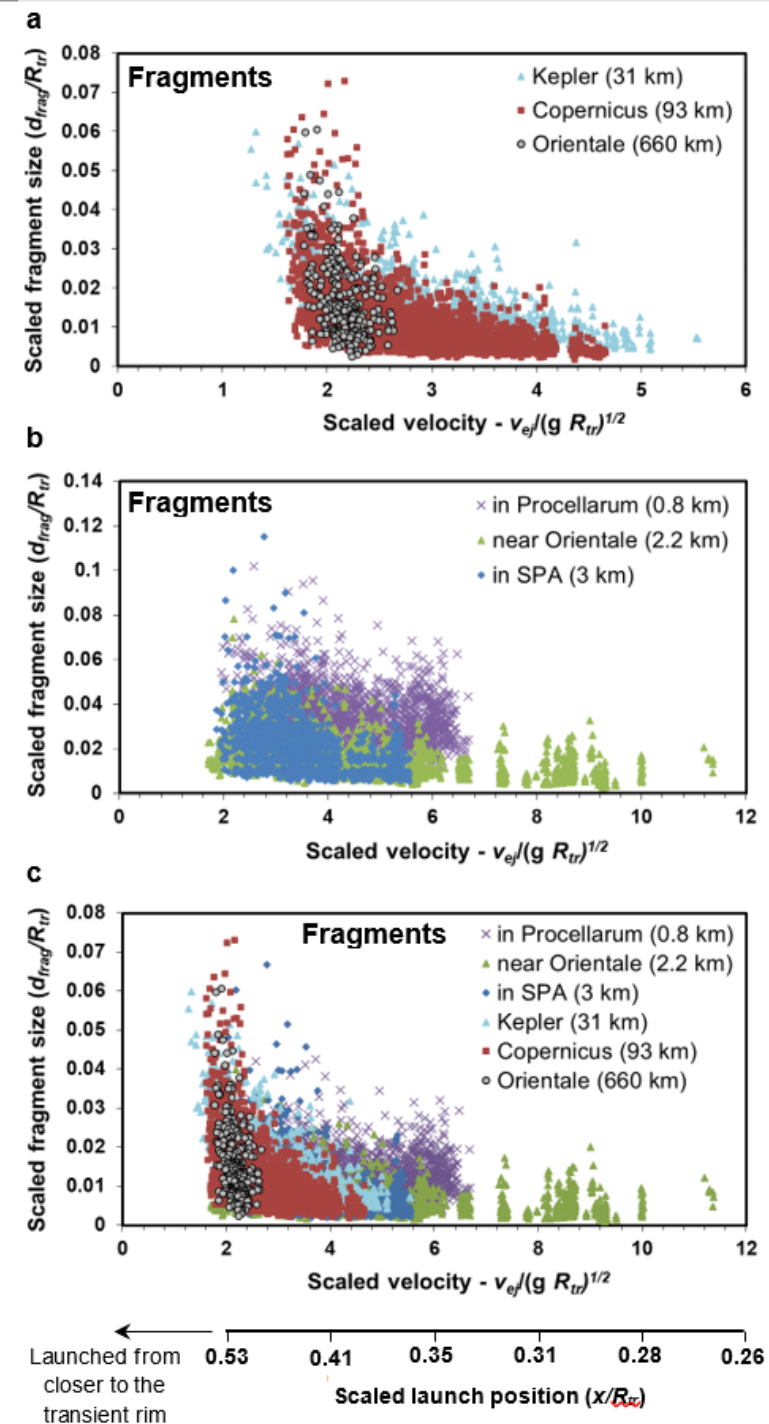 a
Fragments
Kepler (31 km)
Copernicus (93 km)
Orientale (660 km)
Scaled fragment size (dfrag/Rtr)
0.08
0.07
0.06
0.05
0.04
0.03
0.02
0.01
0
0 1 2 3 4 5 6
Scaled velocity - vej/(g Rtr)1/2
b
Fragments
in Procellarum (0.8 km)
near Orientale (2.2 km)
in SPA (3 km)
Scaled fragment size (dfrag/Rtr)
0.14
0.12
0.1
0.08
0.06
0.04
0.02
0
0 2 4 6 8 10 12
Scaled velocity - vej/(g Rtr)1/2
c
Fragments
in Procellarum (0.8 km)
near Orientale (2.2 km)
in SPA (3 km)
Kepler (31 km)
Copernicus (93 km)
Orientale (660 km)
Scaled fragment size (dfrag/Rtr)
0.08
0.07
0.06
0.05
0.04
0.03
0.02
0.01
0
0 2 4 6 8 10 12
Scaled velocity - vej/(g Rtr)1/2
Launched from
closer to the
transient rim
0.53 0.41 0.35 0.31 0.28 0.26
Scaled launch position (x/Rtr)